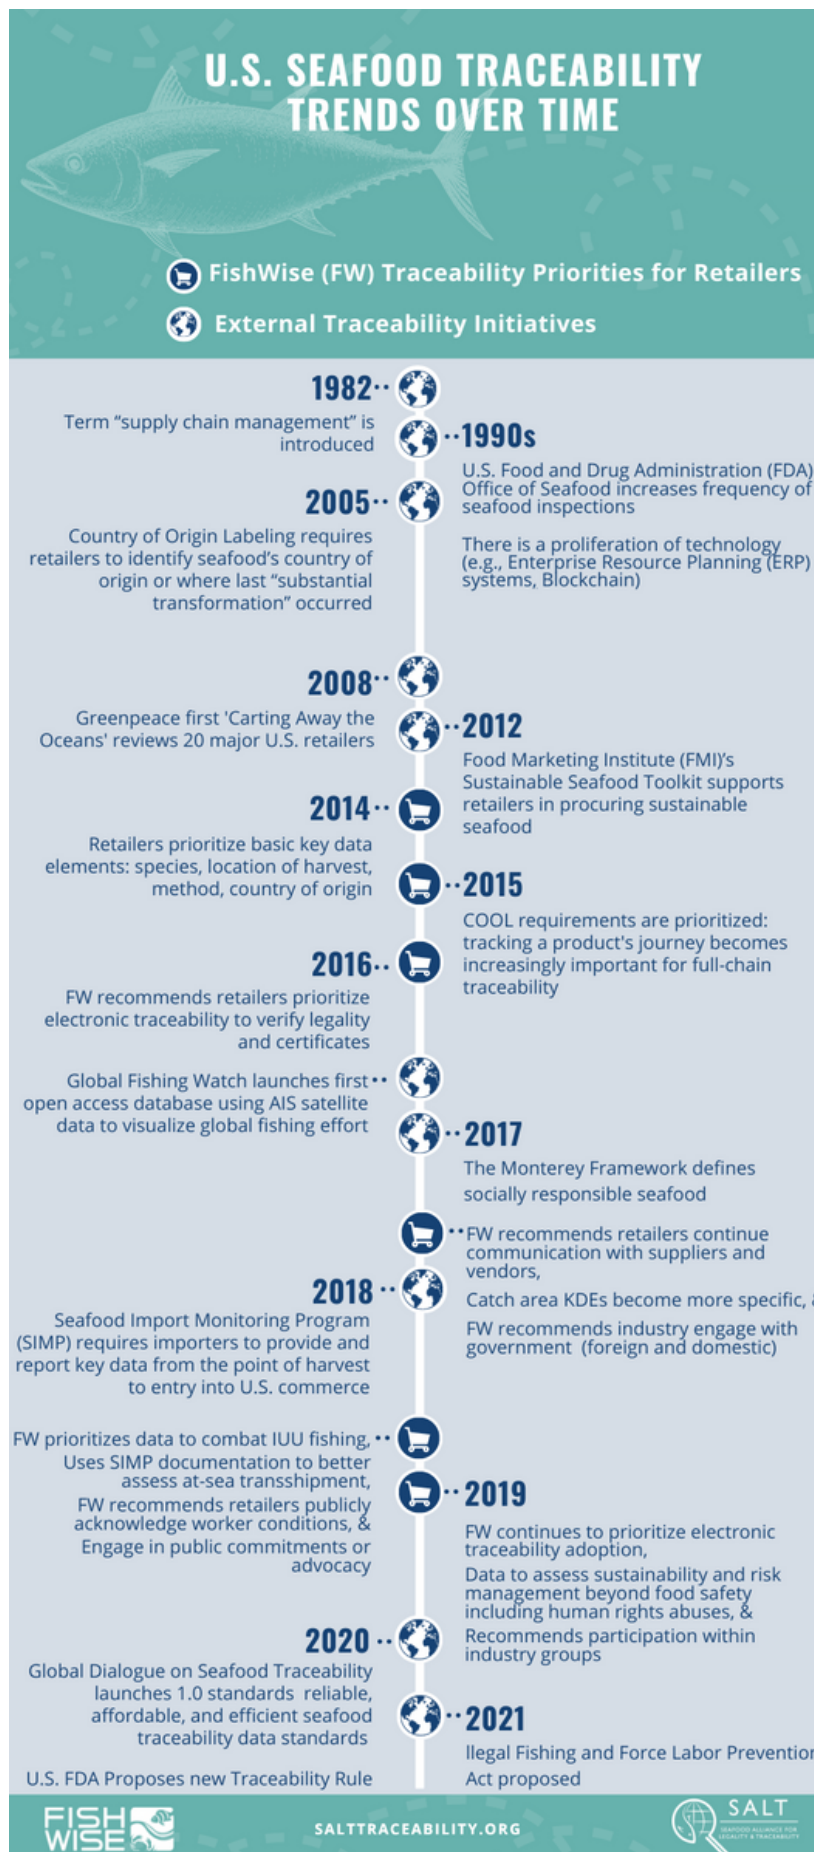 U.S. SEAFOOD TRACEABILITY
TRENDS OVER TIME
FishWise (FW) Traceability Priorities for Retailers
External Traceability Initiatives
1982
Term “supply chain management” is
introduced
1990s
U.S. Food and Drug Administration (FDA)
Office of Seafood increases frequency of
seafood inspections
There is a proliferation of technology
(e.g., Enterprise Resource Planning (ERP)
systems, Blockchain)
2005
Country of Origin Labeling requires
retailers to identify seafood’s country of
origin or where last “substantial
transformation” occurred
2008
Greenpeace first 'Carting Away the
Oceans' reviews 20 major U.S. retailers
2012
Food Marketing Institute (FMI)’s
Sustainable Seafood Toolkit supports
retailers in procuring sustainable
seafood
2014
Retailers prioritize basic key data
elements: species, location of harvest,
method, country of origin
2015
COOL requirements are prioritized:
tracking a product's journey becomes
increasingly important for full-chain
traceability
2016
FW recommends retailers prioritize
electronic traceability to verify legality
and certificates
Global Fishing Watch launches first
open access database using AIS satellite
data to visualize global fishing effort
2017
The Monterey Framework defines
socially responsible seafood
FW recommends retailers continue
communication with suppliers and
vendors,
Catch area KDEs become more specific, &
FW recommends industry engage with
government (foreign and domestic)
2018
Seafood Import Monitoring Program
(SIMP) requires importers to provide and
report key data from the point of harvest
to entry into U.S. commerce
FW prioritizes data to combat IUU fishing,
Uses SIMP documentation to better
assess at-sea transshipment,
FW recommends retailers publicly
acknowledge worker conditions, &
Engage in public commitments or
advocacy
2019
FW continues to prioritize electronic
traceability adoption,
Data to assess sustainability and risk
management beyond food safety
including human rights abuses, &
Recommends participation within
industry groups
2020
Global Dialogue on Seafood Traceability
launches 1.0 standards reliable,
affordable, and efficient seafood
traceability data standards
U.S. FDA Proposes new Traceability Rule
2021
llegal Fishing and Force Labor Prevention
Act proposed
FISH
WISE
SALTTRACEABILITY.ORG
SALT
SEAFOOD ALLIANCE FOR
LEGALITY & TRACEABILITY